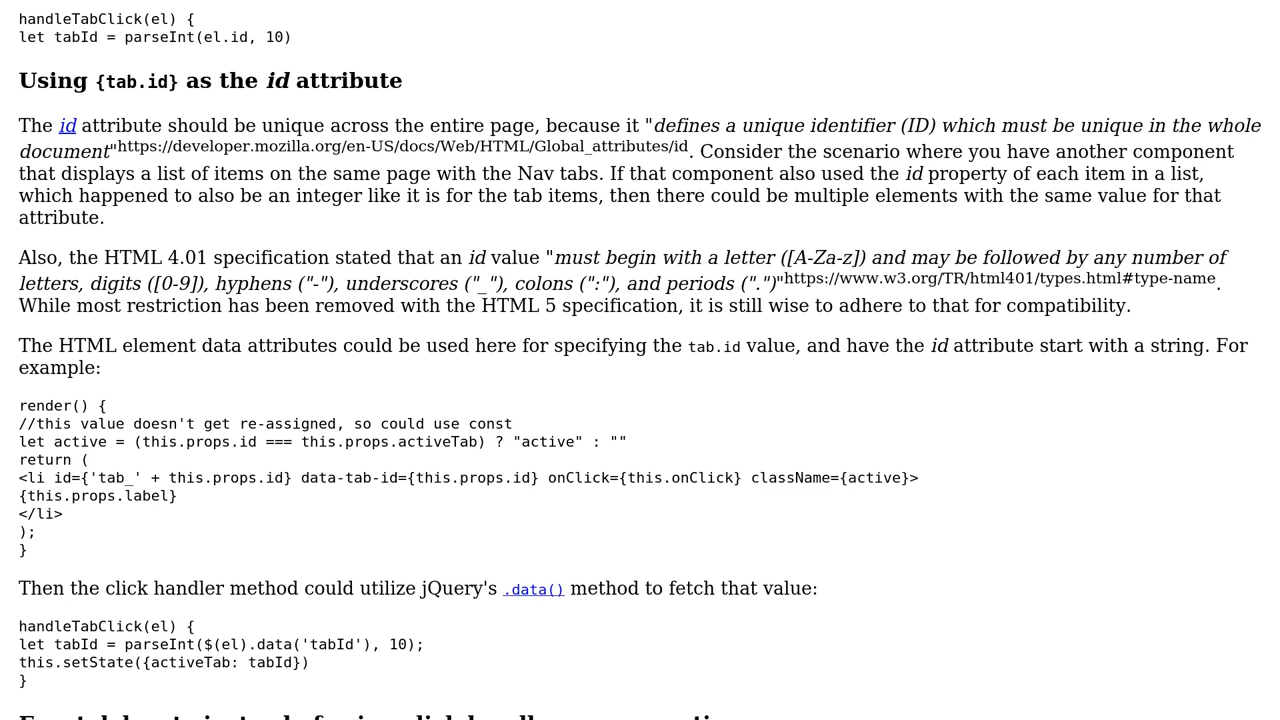 handleTabClick(el) {
let tabId = parseInt(el.id, 10)
Using {tab.id} as the id attribute
The id attribute should be unique across the entire page, because it "defines a unique identifier (ID) which must be unique in the whole
document"https://developer.mozilla.org/en-US/docs/Web/HTML/Global_attributes/id. Consider the scenario where you have another component
that displays a list of items on the same page with the Nav tabs. If that component also used the id property of each item in a list,
which happened to also be an integer like it is for the tab items, then there could be multiple elements with the same value for that
attribute.
Also, the HTML 4.01 specification stated that an id value "must begin with a letter ([A-Za-z]) and may be followed by any number of
letters, digits ([0-9]), hyphens ("-"), underscores ("_"), colons (":"), and periods (".")"https://www.w3.org/TR/html401/types.html#type-name.
While most restriction has been removed with the HTML 5 specification, it is still wise to adhere to that for compatibility.
The HTML element data attributes could be used here for specifying the tab.id value, and have the id attribute start with a string. For
example:
render() {
//this value doesn't get re-assigned, so could use const
let active = (this.props.id === this.props.activeTab) ? "active" : ""
return (
<li id={'tab_' + this.props.id} data-tab-id={this.props.id} onClick={this.onClick} className={active}>
{this.props.label}
</li>
);
}
Then the click handler method could utilize jQuery's .data() method to fetch that value:
handleTabClick(el) {
let tabId = parseInt($(el).data('tabId'), 10);
this.setState({activeTab: tabId})
}